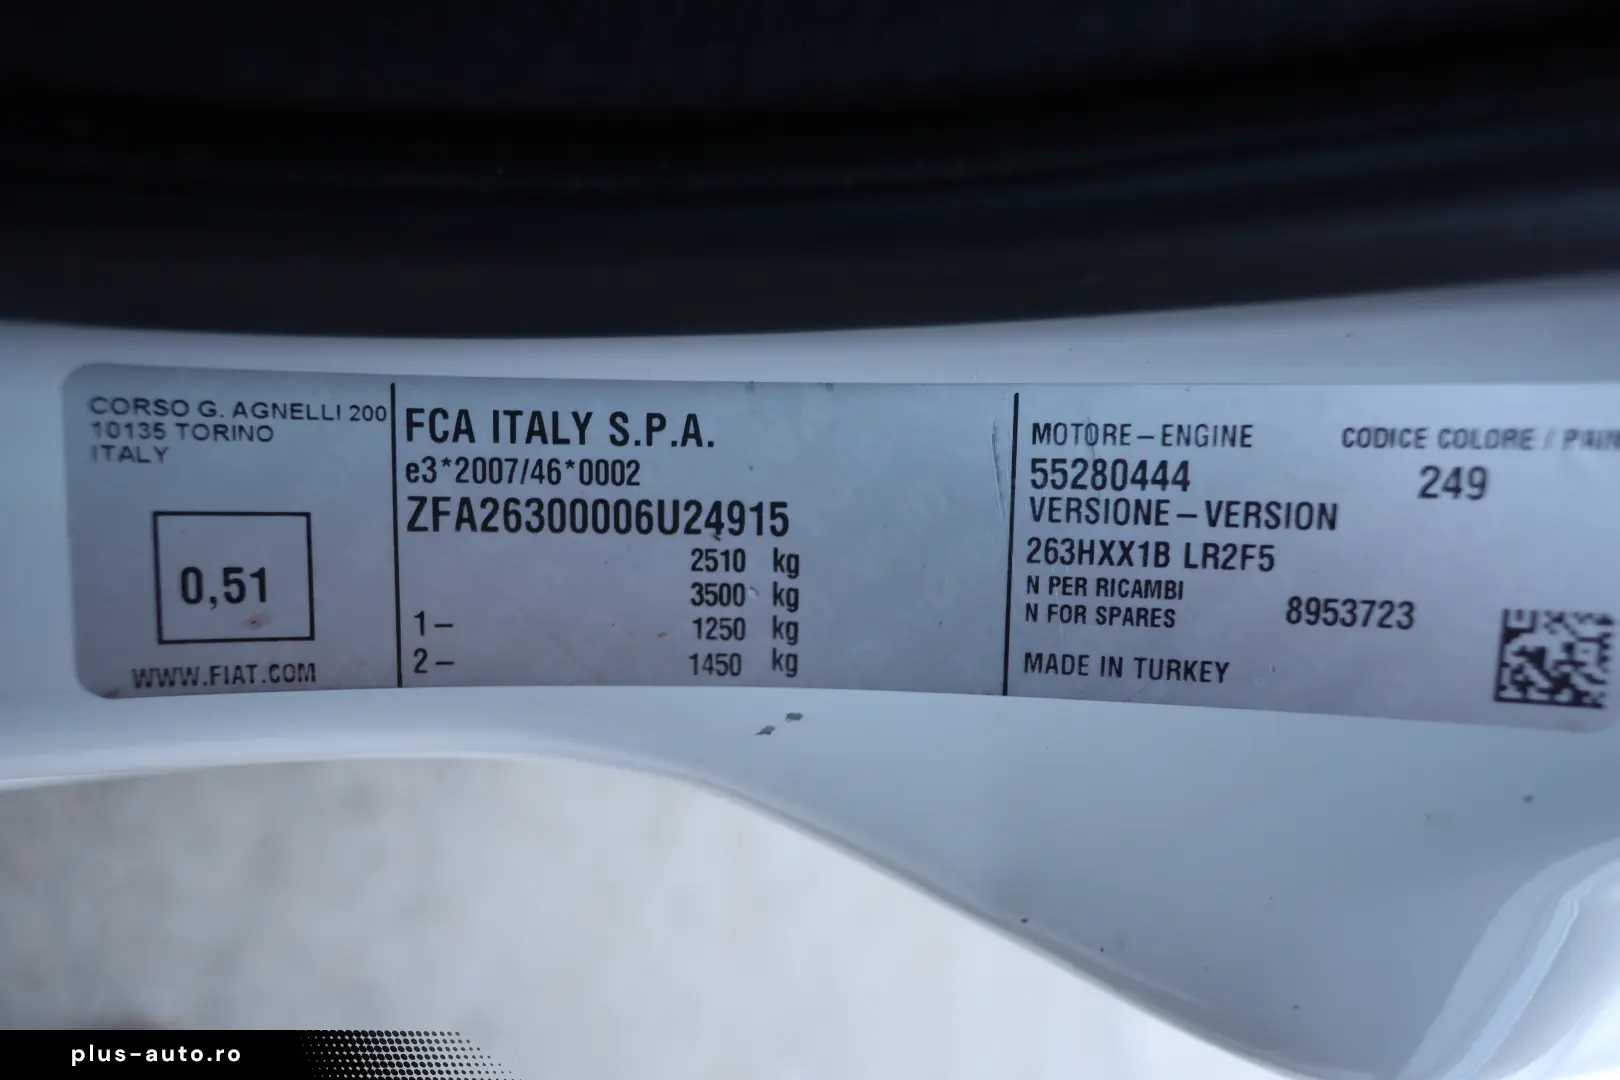 CORSO G. AGNELLI 200
10135 TORINO
ITALY
0,51
WWW.FIAT.COM
FCA ITALY S.P.A.
e3*2007/46*0002
ZFA26300006U24915
2510 kg
3500 kg
1– 1250 kg
2– 1450 kg
MOTORE–ENGINE
55280444
CODICE COLORE / PAIN
249
VERSIONE–VERSION
263HXX1B LR2F5
N PER RICAMBI
N FOR SPARES 8953723
MADE IN TURKEY
plus-auto.ro